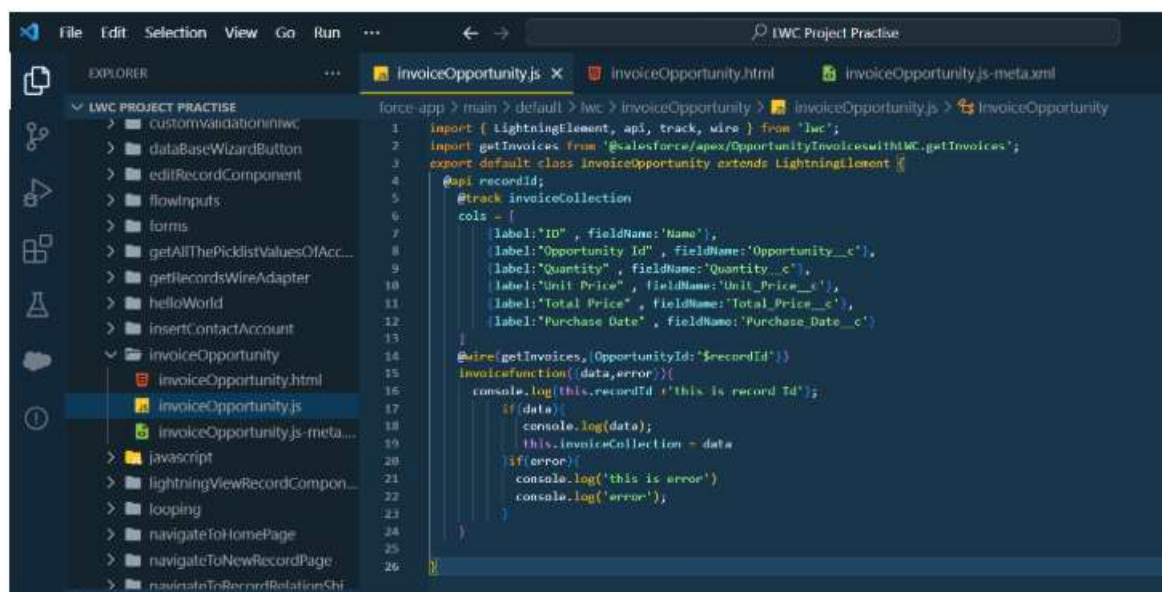 File Edit Selection View Go Run ...
LWC Project Practise
EXPLORER ...
LWC PROJECT PRACTISE
customvalidationinlwc
dataBaseWizardButton
editRecordComponent
flowInputs
forms
getAllThePicklistValuesOfAcc...
getRecordsWireAdapter
helloWorld
insertContactAccount
invoiceOpportunity
invoiceOpportunity.html
invoiceOpportunity.js
invoiceOpportunity.js-meta....
javascript
lightningViewRecordCompon...
looping
navigateToHomePage
navigateToNewRecordPage
navigateToRecordRelationShi
invoiceOpportunity.js invoiceOpportunity.html invoiceOpportunity.js-meta.xml
force-app > main > default > lwc > invoiceOpportunity > invoiceOpportunity.js > InvoiceOpportunity
1 import { LightningElement, api, track, wire } from 'lwc';
2 import getInvoices from '@salesforce/apex/OpportunityInvoiceswithLWC.getInvoices';
3 export default class InvoiceOpportunity extends LightningElement {
4 @api recordId;
5 @track invoiceCollection
6 cols = [
7 {label:"ID" , fieldName:'Name'},
8 {label:"Opportunity Id" , fieldName:'Opportunity__c'},
9 {label:"Quantity" , fieldName:'Quantity__c'},
10 {label:"Unit Price" , fieldName:'Unit_Price__c'},
11 {label:"Total Price" , fieldName:'Total_Price__c'},
12 {label:"Purchase Date" , fieldName:'Purchase_Date__c'}
13 ]
14 @wire(getInvoices,{OpportunityId:'$recordId'})
15 invoicefunction({data,error}){
16 console.log(this.recordId +'this is record Id');
17 if(data){
18 console.log(data);
19 this.invoiceCollection = data
20 }if(error){
21 console.log('this is error')
22 console.log('error');
23 }
24 }
25
26 }